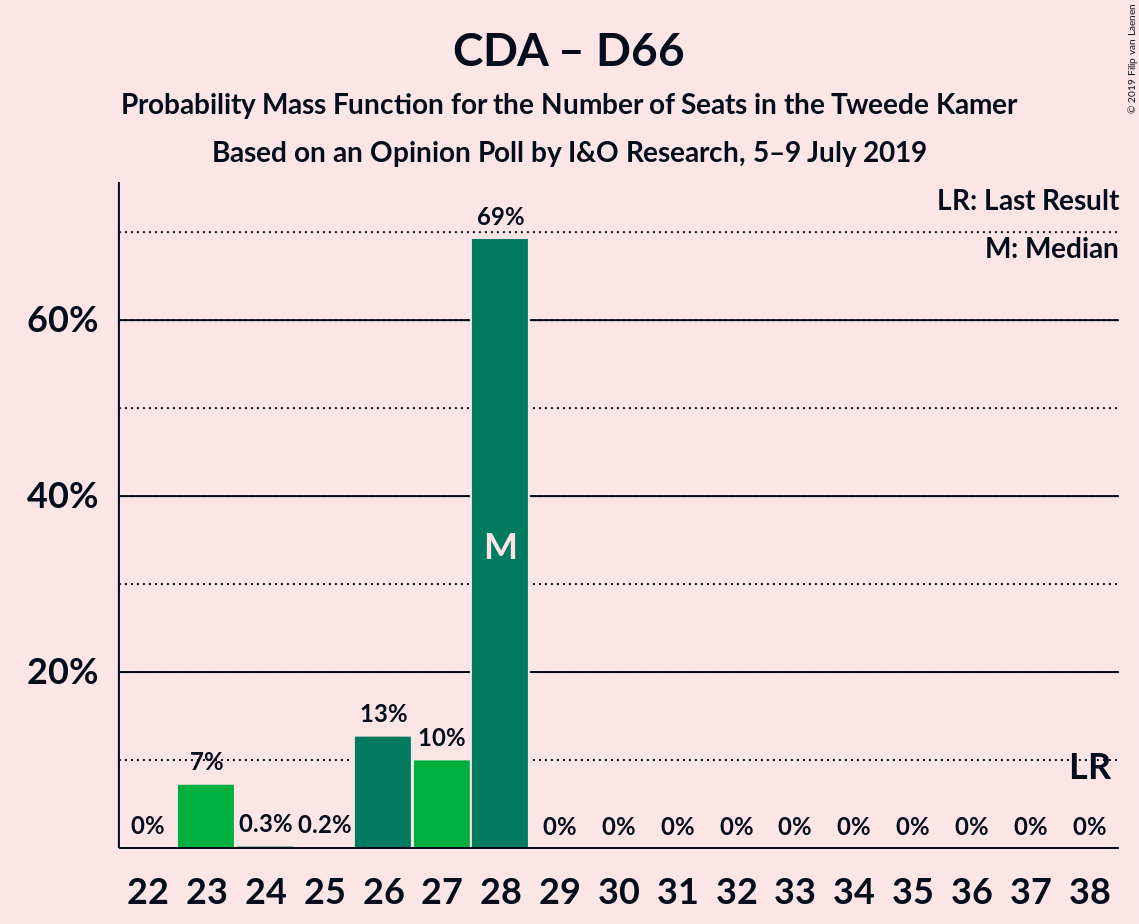 CDA – D66
Probability Mass Function for the Number of Seats in the Tweede Kamer
Based on an Opinion Poll by I&O Research, 5–9 July 2019
© 2019 Filip van Laenen
LR: Last Result
M: Median
60%
40%
20%
0% 7% 0.3% 0.2% 13% 10% 69% 0% 0% 0% 0% 0% 0% 0% 0% 0% 0%
M
LR
22 23 24 25 26 27 28 29 30 31 32 33 34 35 36 37 38